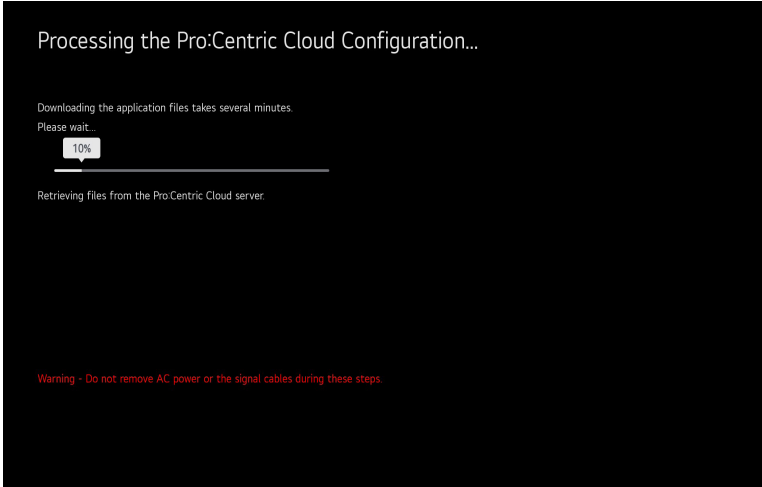 Processing the Pro:Centric Cloud Configuration...
Downloading the application files takes several minutes.
Please wait...
10%
Retrieving files from the Pro:Centric Cloud server.
Warning - Do not remove AC power or the signal cables during these steps.